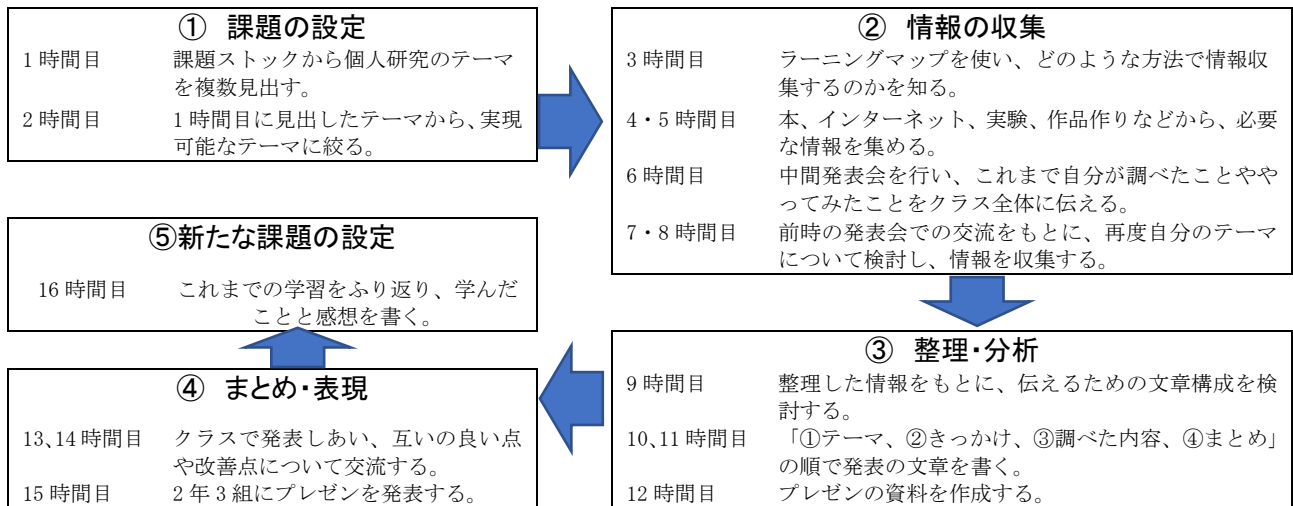 ① 課題の設定
1時間目 課題ストックから個人研究のテーマ
を複数見出す。
2時間目 1時間目に見出したテーマから、実現
可能なテーマに絞る。
② 情報の収集
3時間目 ラーニングマップを使い、どのような方法で情報収
集するのかを知る。
4・5時間目 本、インターネット、実験、作品作りなどから、必要
な情報を集める。
6時間目 中間発表会を行い、これまで自分が調べたことやや
ってみたことをクラス全体に伝える。
7・8時間目 前時の発表会での交流をもとに、再度自分のテーマ
について検討し、情報を収集する。
③ 整理・分析
9時間目 整理した情報をもとに、伝えるための文章構成を検
討する。
10、11時間目 「①テーマ、②きっかけ、③調べた内容、④まとめ」
の順で発表の文章を書く。
12時間目 プレゼンの資料を作成する。
④ まとめ・表現
13、14時間目 クラスで発表しあい、互いの良い点
や改善点について交流する。
15時間目 2年3組にプレゼンを発表する。
⑤新たな課題の設定
16時間目 これまでの学習をふり返り、学んだ
ことと感想を書く。